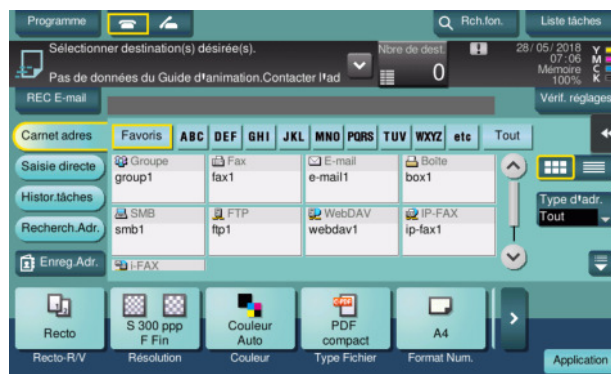 Programme
Rch.fon.
Liste tâches
Sélectionner destination(s) désirée(s).
Nbre de dest.
0
28/05/2018
07:06
Mémoire
100%
Y
M
C
K
Pas de données du Guide d'animation.Contacter l'ad
REC E-mail
Vérif. réglages
Carnet adres
Favoris ABC DEF GHI JKL MNO PQRS TUV WXYZ etc Tout
Saisie directe
Groupe
group1
Fax
fax1
E-mail
e-mail1
Boîte
box1
Histor.tâches
Recherch.Adr.
SMB
smb1
FTP
ftp1
WebDAV
webdav1
IP-FAX
ip-fax1
Type d'adr.
Tout
Enreg.Adr.
i-FAX
Recto
S 300 ppp
F Fin
Couleur
Auto
PDF
compact
A4
Recto-R/V
Résolution
Couleur
Type Fichier
Format Num.
Application